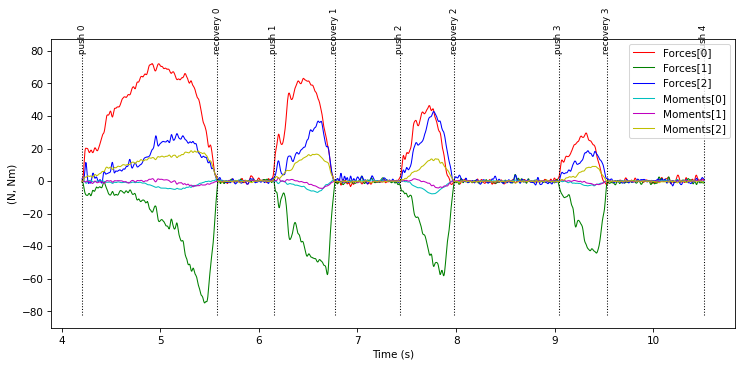 push 0
recovery 0
push 1
recovery 1
push 2
recovery 2
push 3
recovery 3
push 4
80
60
40
20
0
−20
−40
−60
−80
(N, Nm)
Forces[0]
Forces[1]
Forces[2]
Moments[0]
Moments[1]
Moments[2]
4
5
6
7
8
9
10
Time (s)